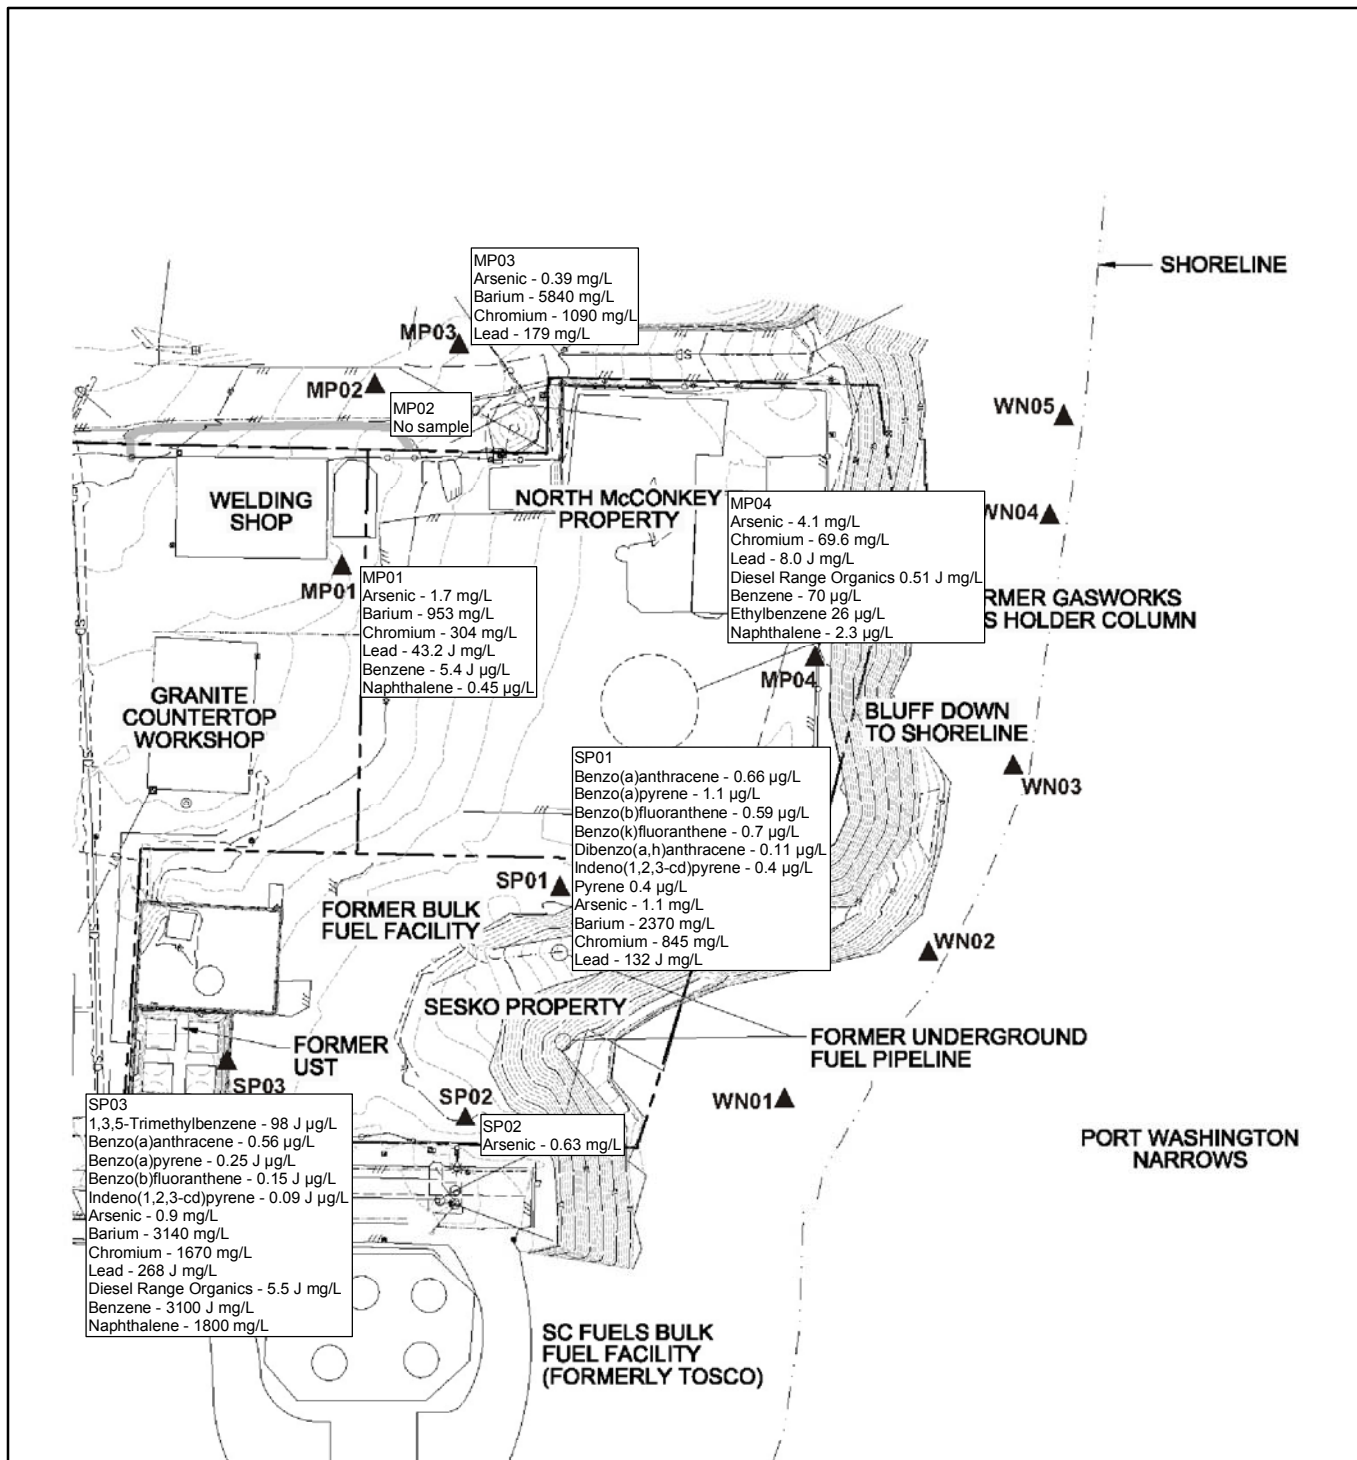 SHORELINE
MP03
Arsenic - 0.39 mg/L
Barium - 5840 mg/L
Chromium - 1090 mg/L
Lead - 179 mg/L
MP03
MP02
MP02
No sample
WN05
WN04
WELDING
SHOP
NORTH McCONKEY
PROPERTY
MP04
Arsenic - 4.1 mg/L
Chromium - 69.6 mg/L
Lead - 8.0 J mg/L
Diesel Range Organics 0.51 J mg/L
Benzene - 70 µg/L
Ethylbenzene 26 µg/L
Naphthalene - 2.3 µg/L
RMER GASWORKS
S HOLDER COLUMN
MP01
MP01
Arsenic - 1.7 mg/L
Barium - 953 mg/L
Chromium - 304 mg/L
Lead - 43.2 J mg/L
Benzene - 5.4 J µg/L
Naphthalene - 0.45 µg/L
MP04
GRANITE
COUNTERTOP
WORKSHOP
BLUFF DOWN
TO SHORELINE
WN03
SP01
Benzo(a)anthracene - 0.66 µg/L
Benzo(a)pyrene - 1.1 µg/L
Benzo(b)fluoranthene - 0.59 µg/L
Benzo(k)fluoranthene - 0.7 µg/L
Dibenzo(a,h)anthracene - 0.11 µg/L
Indeno(1,2,3-cd)pyrene - 0.4 µg/L
Pyrene 0.4 µg/L
Arsenic - 1.1 mg/L
Barium - 2370 mg/L
Chromium - 845 mg/L
Lead - 132 J mg/L
SP01
FORMER BULK
FUEL FACILITY
WN02
SESKO PROPERTY
FORMER
UST
FORMER UNDERGROUND
FUEL PIPELINE
SP03
SP02
WN01
SP02
Arsenic - 0.63 mg/L
PORT WASHINGTON
NARROWS
SP03
1,3,5-Trimethylbenzene - 98 J µg/L
Benzo(a)anthracene - 0.56 µg/L
Benzo(a)pyrene - 0.25 J µg/L
Benzo(b)fluoranthene - 0.15 J µg/L
Indeno(1,2,3-cd)pyrene - 0.09 J µg/L
Arsenic - 0.9 mg/L
Barium - 3140 mg/L
Chromium - 1670 mg/L
Lead - 268 J mg/L
Diesel Range Organics - 5.5 J mg/L
Benzene - 3100 J mg/L
Naphthalene - 1800 mg/L
SC FUELS BULK
FUEL FACILITY
(FORMERLY TOSCO)
SD
SD
SD
SD